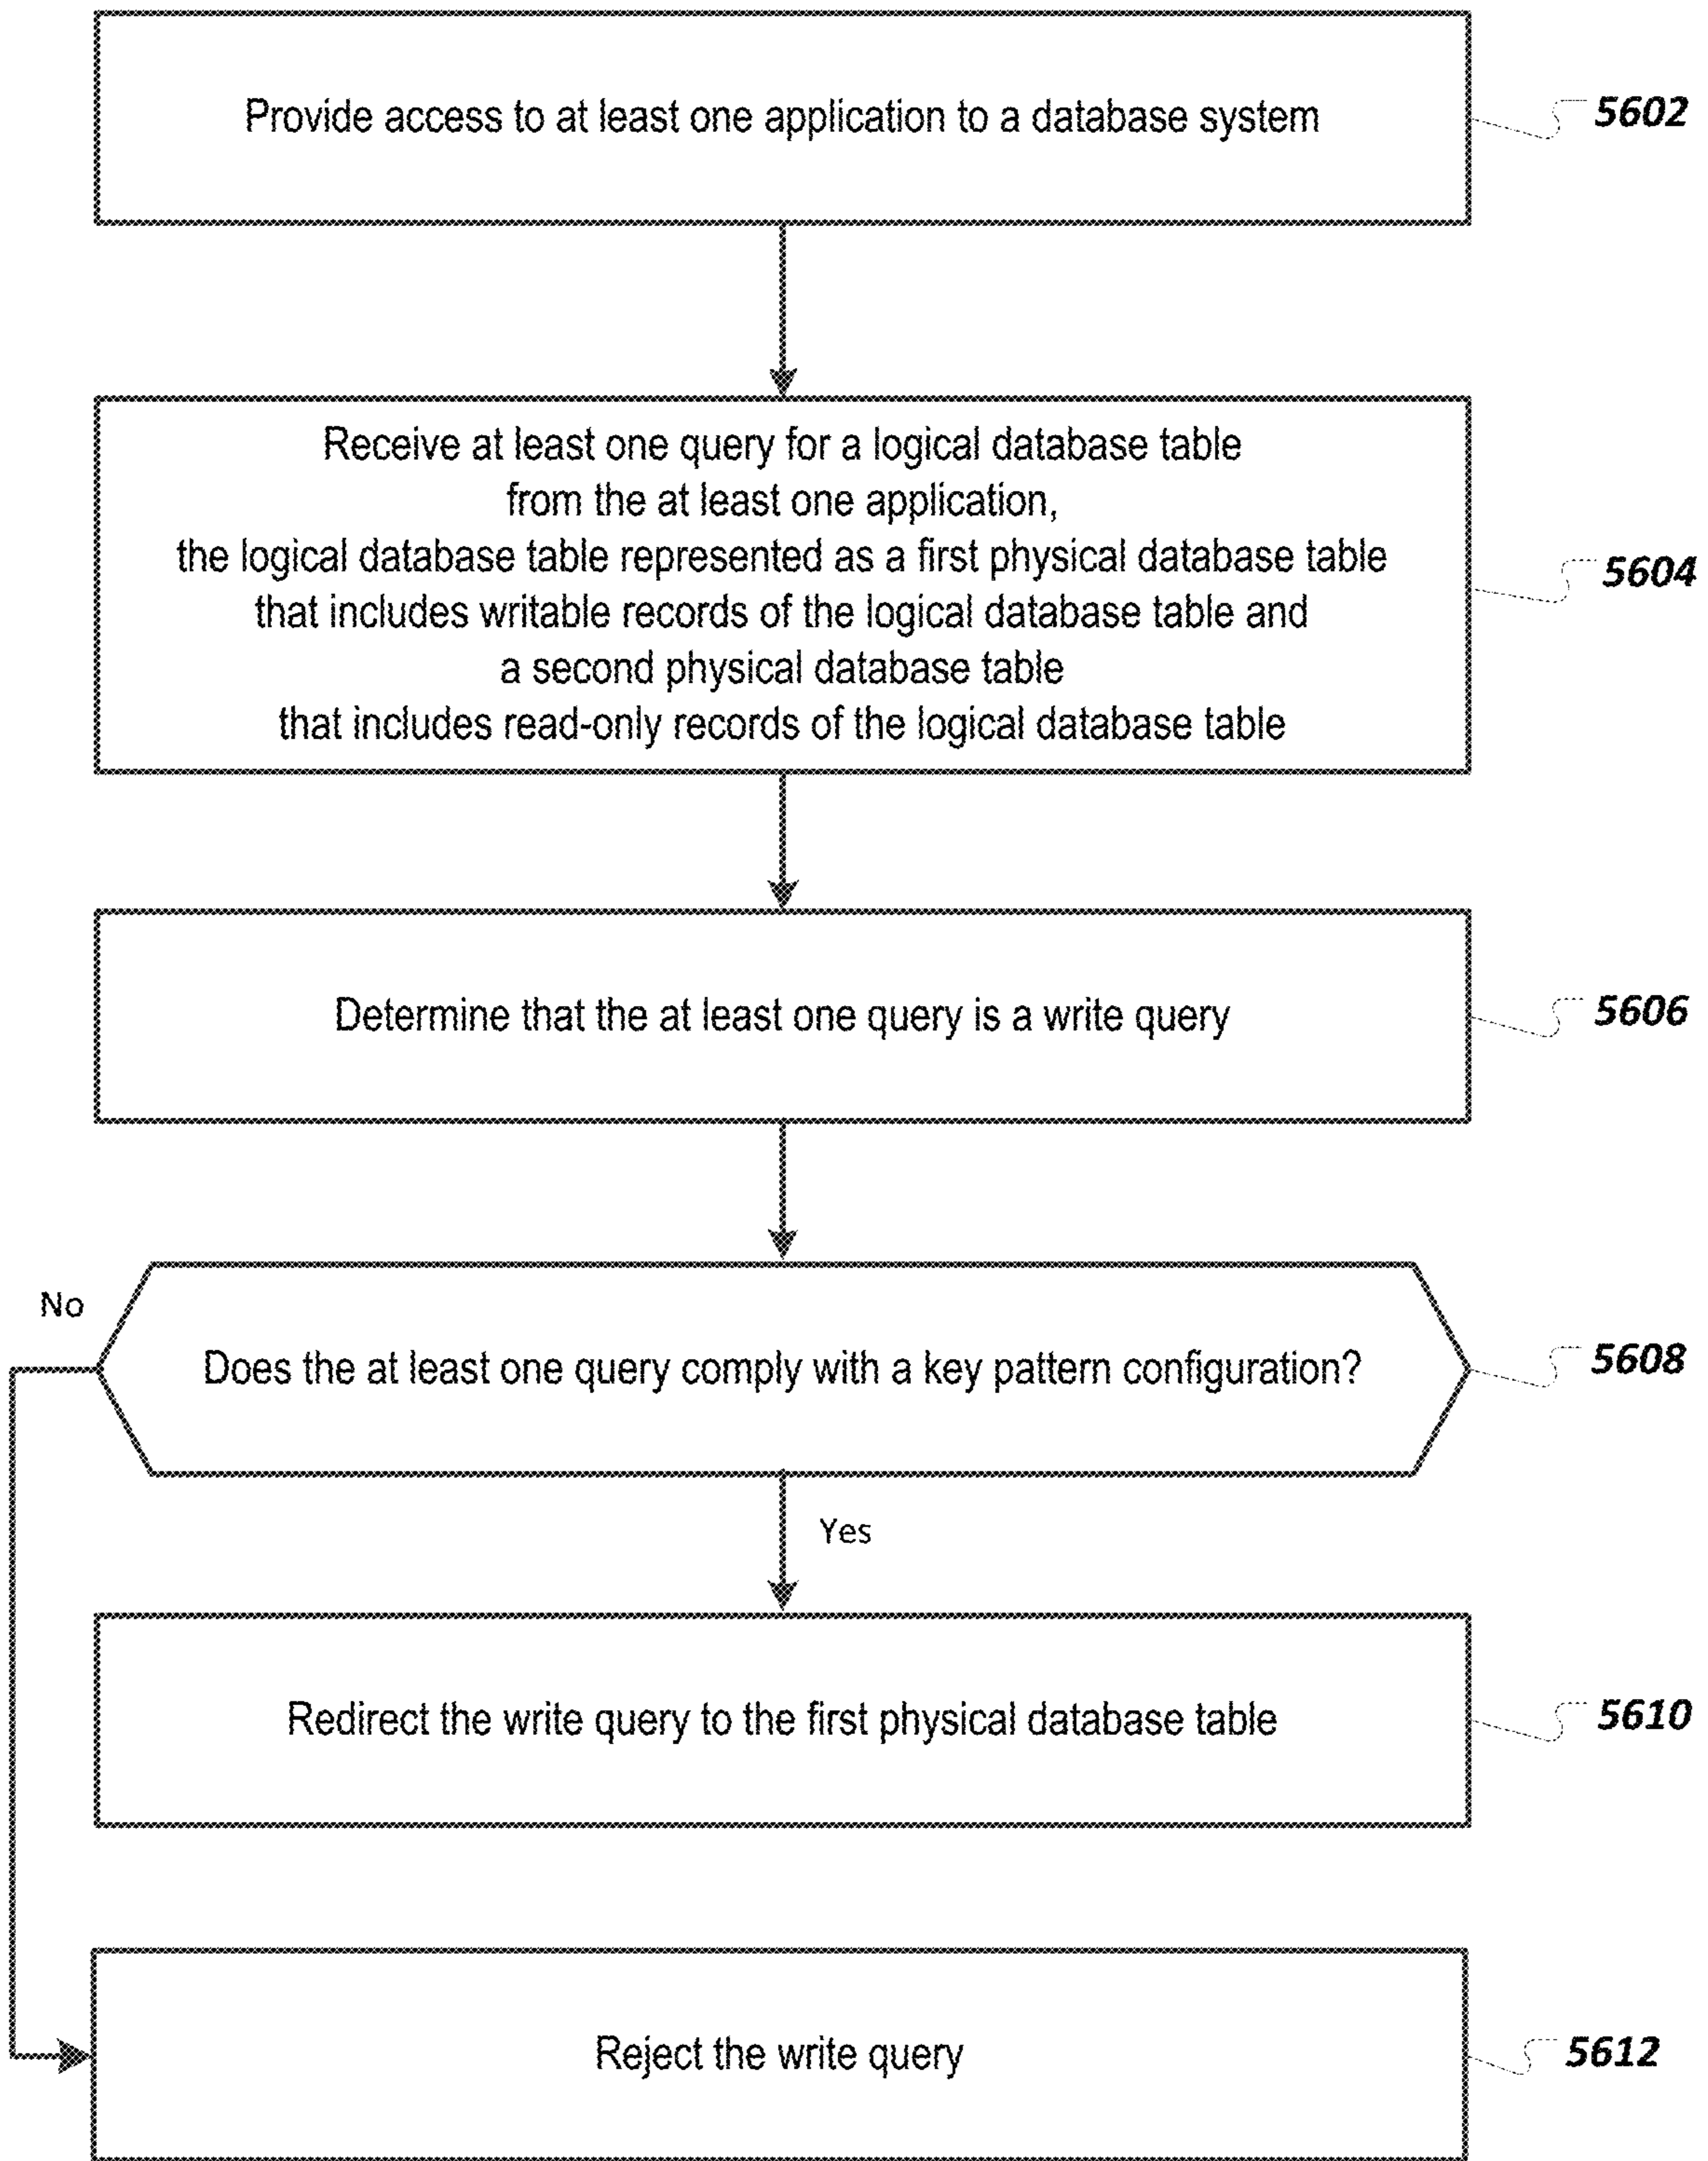 Provide access to at least one application to a database system
5602
Receive at least one query for a logical database table
from the at least one application,
the logical database table represented as a first physical database table
that includes writable records of the logical database table and
a second physical database table
that includes read-only records of the logical database table
5604
Determine that the at least one query is a write query
5606
No
Does the at least one query comply with a key pattern configuration?
5608
Yes
Redirect the write query to the first physical database table
5610
Reject the write query
5612